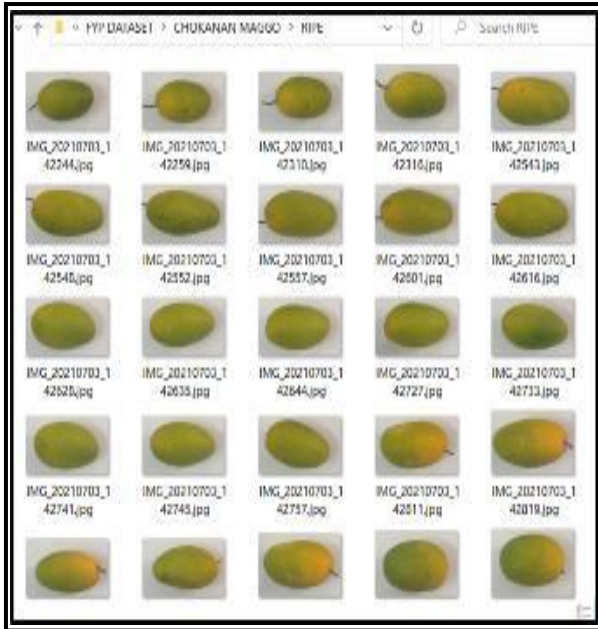 « FYP DATASET > CHOKANAN MAGGO > RIPE
Search RIPE
IMG_20210703_1 IMG_20210703_1 IMG_20210703_1 IMG_20210703_1 IMG_20210703_1
42244.jpg 42259.jpg 42310.jpg 42316.jpg 42543.jpg
IMG_20210703_1 IMG_20210703_1 IMG_20210703_1 IMG_20210703_1 IMG_20210703_1
42548.jpg 42552.jpg 42557.jpg 42601.jpg 42616.jpg
IMG_20210703_1 IMG_20210703_1 IMG_20210703_1 IMG_20210703_1 IMG_20210703_1
42628.jpg 42635.jpg 42644.jpg 42727.jpg 42733.jpg
IMG_20210703_1 IMG_20210703_1 IMG_20210703_1 IMG_20210703_1 IMG_20210703_1
42741.jpg 42745.jpg 42757.jpg 42811.jpg 42819.jpg